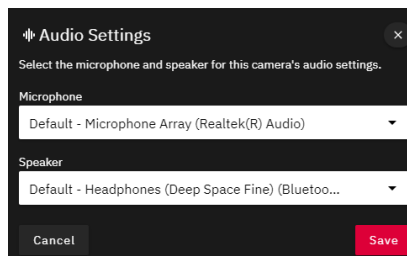 Audio Settings
Select the microphone and speaker for this camera's audio settings.
Microphone
Default - Microphone Array (Realtek(R) Audio)
Speaker
Default - Headphones (Deep Space Fine) (Bluetoo...
Cancel Save